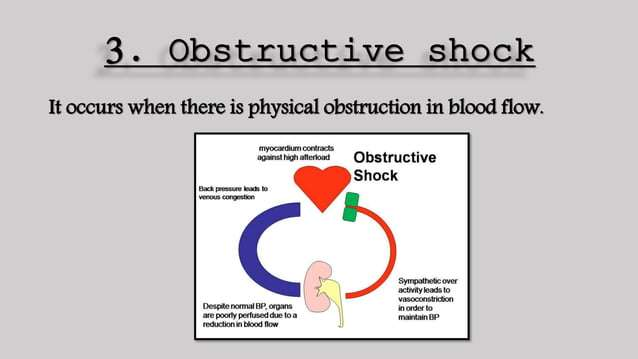 3. Obstructive shock
It occurs when there is physical obstruction in blood flow.
myocardium contracts
against high afterload
Obstructive
Shock
Back pressure leads to
venous congestion
Sympathetic over
activity leads to
vasoconstriction
in order to
maintain BP
Despite normal BP, organs
are poorly perfused due to a
reduction in blood flow